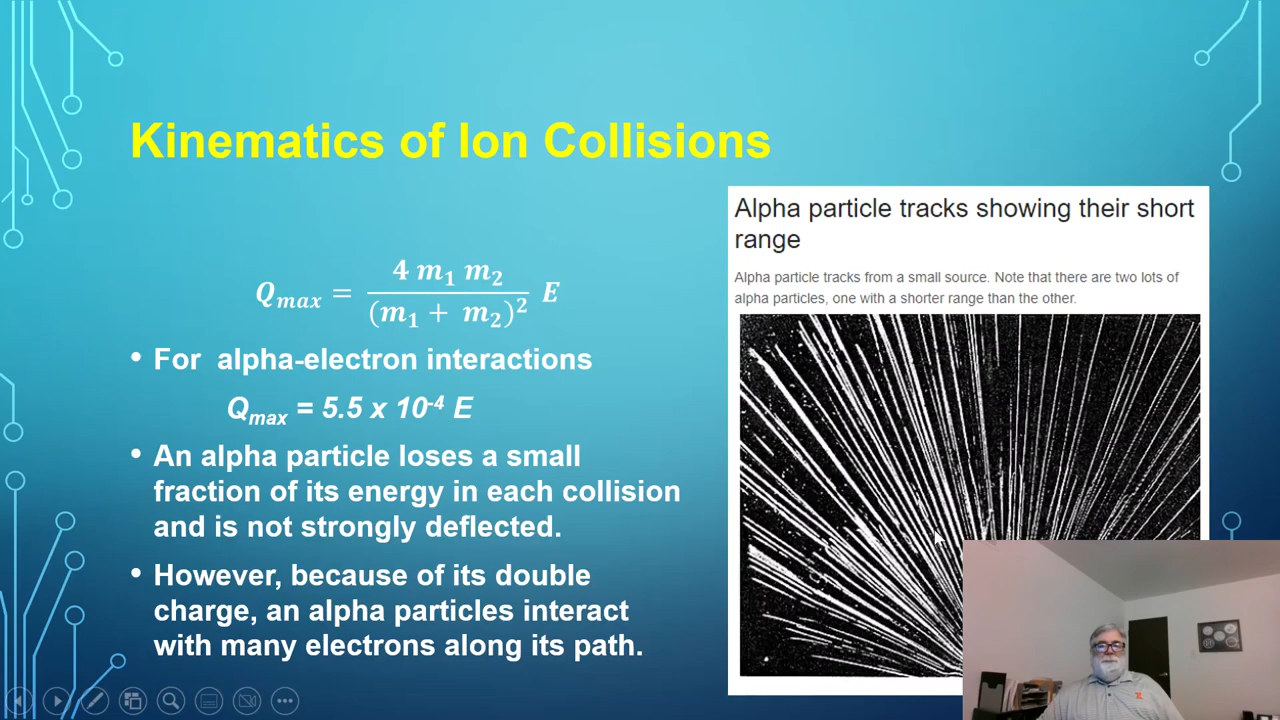 Kinematics of Ion Collisions
Q_max = 4 m₁ m₂ / (m₁ + m₂)² E
• For alpha-electron interactions
Q_max = 5.5 x 10⁻⁴ E
• An alpha particle loses a small
fraction of its energy in each collision
and is not strongly deflected.
• However, because of its double
charge, an alpha particles interact
with many electrons along its path.
Alpha particle tracks showing their short
range
Alpha particle tracks from a small source. Note that there are two lots of
alpha particles, one with a shorter range than the other.